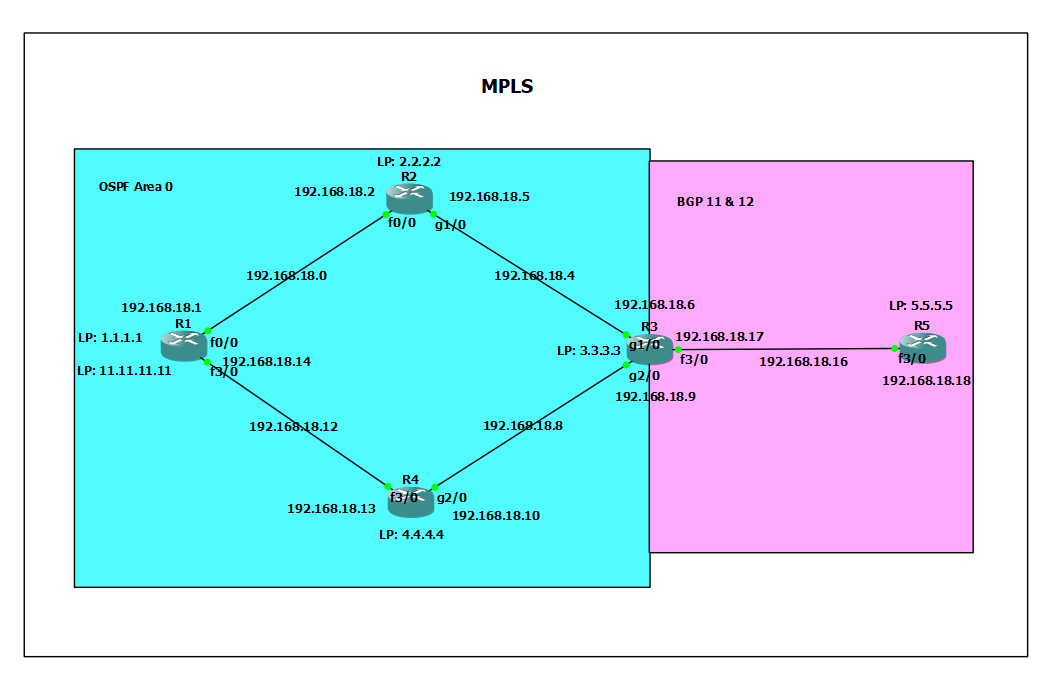 MPLS
OSPF Area 0
LP: 2.2.2.2
R2
192.168.18.2
192.168.18.5
f0/0
g1/0
BGP 11 & 12
192.168.18.0
192.168.18.4
192.168.18.1
R1
LP: 1.1.1.1
f0/0
LP: 11.11.11.11
192.168.18.14
f3/0
192.168.18.6
R3
g1/0
192.168.18.17
LP: 3.3.3.3
f3/0
g2/0
192.168.18.9
192.168.18.16
LP: 5.5.5.5
R5
f3/0
192.168.18.18
192.168.18.12
192.168.18.8
R4
f3/0
g2/0
192.168.18.13
192.168.18.10
LP: 4.4.4.4